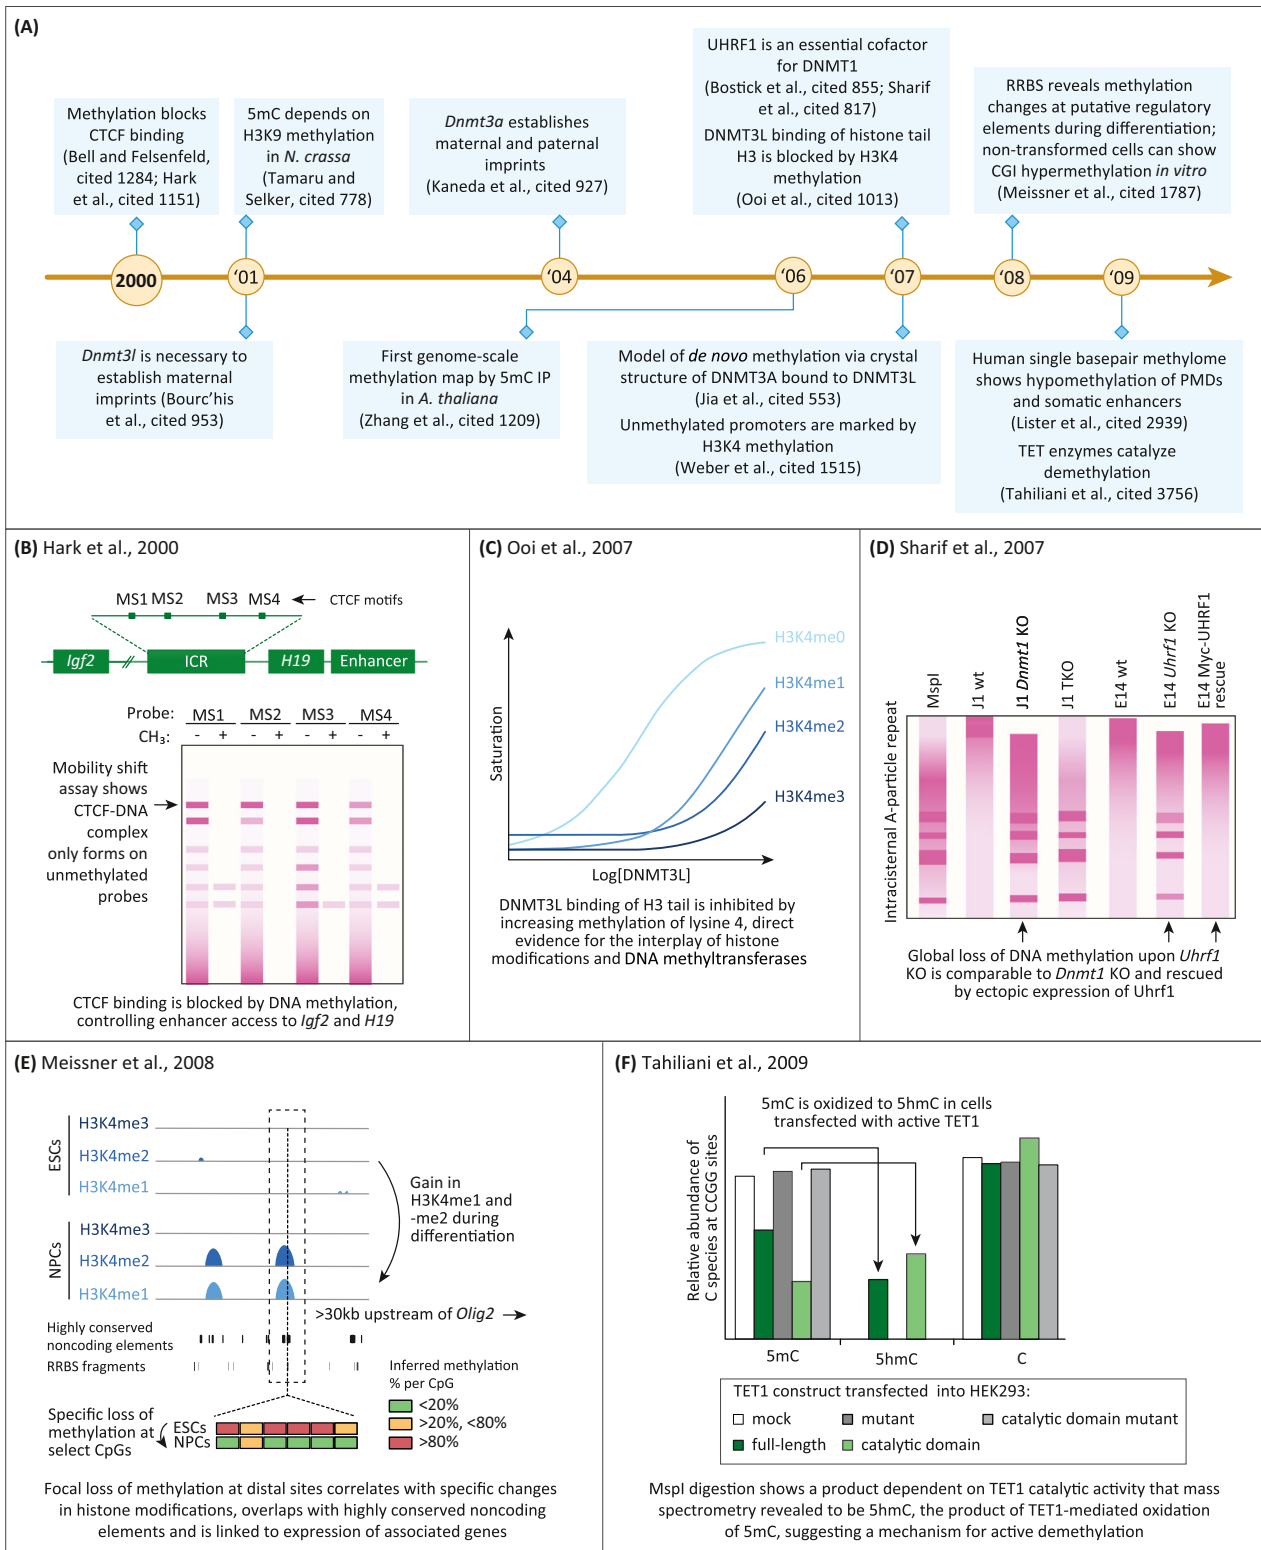 (A)
Methylation blocks
CTCF binding
(Bell and Felsenfeld,
cited 1284; Hark
et al., cited 1151)
5mC depends on
H3K9 methylation
in N. crassa
(Tamaru and
Selker, cited 778)
Dnmt3a establishes
maternal and paternal
imprints
(Kaneda et al., cited 927)
UHRF1 is an essential cofactor
for DNMT1
(Bostick et al., cited 855; Sharif
et al., cited 817)
DNMT3L binding of histone tail
H3 is blocked by H3K4
methylation
(Ooi et al., cited 1013)
RRBS reveals methylation
changes at putative regulatory
elements during differentiation;
non-transformed cells can show
CGI hypermethylation in vitro
(Meissner et al., cited 1787)
2000
‘01
‘04
‘06
‘07
‘08
‘09
Dnmt3l is necessary to
establish maternal
imprints (Bourc’his
et al., cited 953)
First genome-scale
methylation map by 5mC IP
in A. thaliana
(Zhang et al., cited 1209)
Model of de novo methylation via crystal
structure of DNMT3A bound to DNMT3L
(Jia et al., cited 553)
Unmethylated promoters are marked by
H3K4 methylation
(Weber et al., cited 1515)
Human single basepair methylome
shows hypomethylation of PMDs
and somatic enhancers
(Lister et al., cited 2939)
TET enzymes catalyze
demethylation
(Tahiliani et al., cited 3756)
(B) Hark et al., 2000
MS1 MS2 MS3 MS4 CTCF motifs
Igf2 ICR H19 Enhancer
Probe: MS1 MS2 MS3 MS4
CH₃: - + - + - + - +
Mobility shift
assay shows
CTCF-DNA
complex
only forms on
unmethylated
probes
CTCF binding is blocked by DNA methylation,
controlling enhancer access to Igf2 and H19
(C) Ooi et al., 2007
Saturation
H3K4me0
H3K4me1
H3K4me2
H3K4me3
Log[DNMT3L]
DNMT3L binding of H3 tail is inhibited by
increasing methylation of lysine 4, direct
evidence for the interplay of histone
modifications and DNA methyltransferases
(D) Sharif et al., 2007
Intracisternal A-particle repeat
MspI
J1 wt
J1 Dnmt1 KO
J1 TKO
E14 wt
E14 Uhrf1 KO
E14 Myc-UHRF1
rescue
Global loss of DNA methylation upon Uhrf1
KO is comparable to Dnmt1 KO and rescued
by ectopic expression of Uhrf1
(E) Meissner et al., 2008
ESCs
H3K4me3
H3K4me2
H3K4me1
NPCs
H3K4me3
H3K4me2
H3K4me1
Gain in
H3K4me1 and
-me2 during
differentiation
>30kb upstream of Olig2
Highly conserved
noncoding elements
RRBS fragments
Inferred methylation
% per CpG
<20%
>20%, <80%
>80%
Specific loss of
methylation at
select CpGs
ESCs
NPCs
Focal loss of methylation at distal sites correlates with specific changes
in histone modifications, overlaps with highly conserved noncoding
elements and is linked to expression of associated genes
(F) Tahiliani et al., 2009
Relative abundance of
C species at CCGG sites
5mC is oxidized to 5hmC in cells
transfected with active TET1
5mC 5hmC C
TET1 construct transfected into HEK293:
mock mutant catalytic domain mutant
full-length catalytic domain
MspI digestion shows a product dependent on TET1 catalytic activity that mass
spectrometry revealed to be 5hmC, the product of TET1-mediated oxidation
of 5mC, suggesting a mechanism for active demethylation